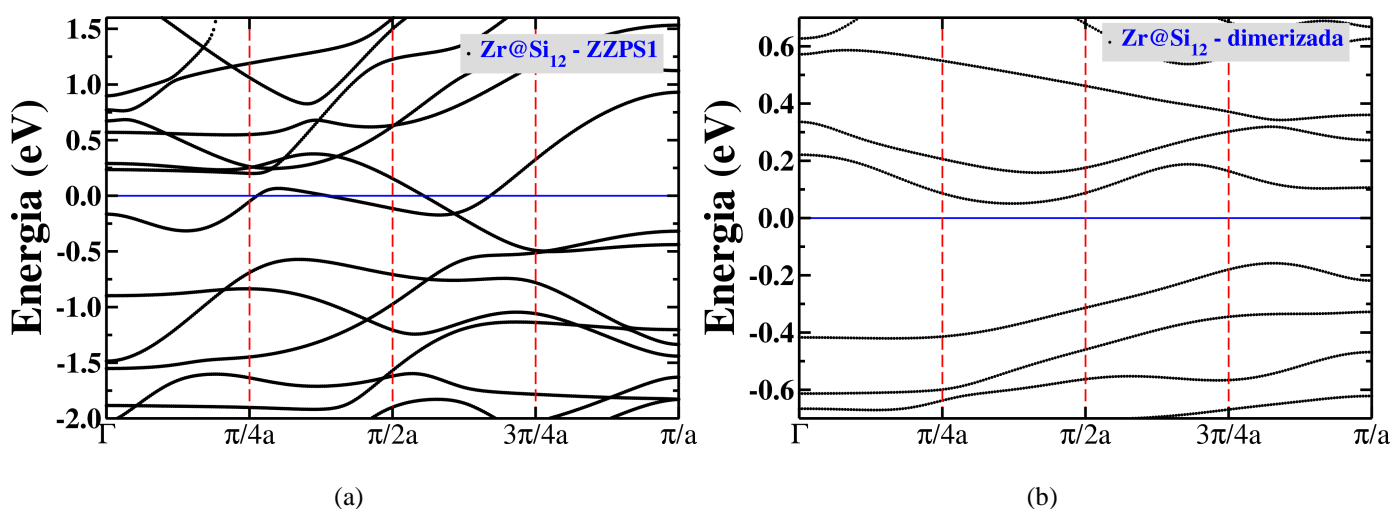 Energia (eV)
1.5
1.0
0.5
0.0
-0.5
-1.0
-1.5
-2.0
Zr@Si12 - ZZPS1
Γ π/4a π/2a 3π/4a π/a
(a)
Energia (eV)
0.6
0.4
0.2
0.0
-0.2
-0.4
-0.6
Zr@Si12 - dimerizada
Γ π/4a π/2a 3π/4a π/a
(b)